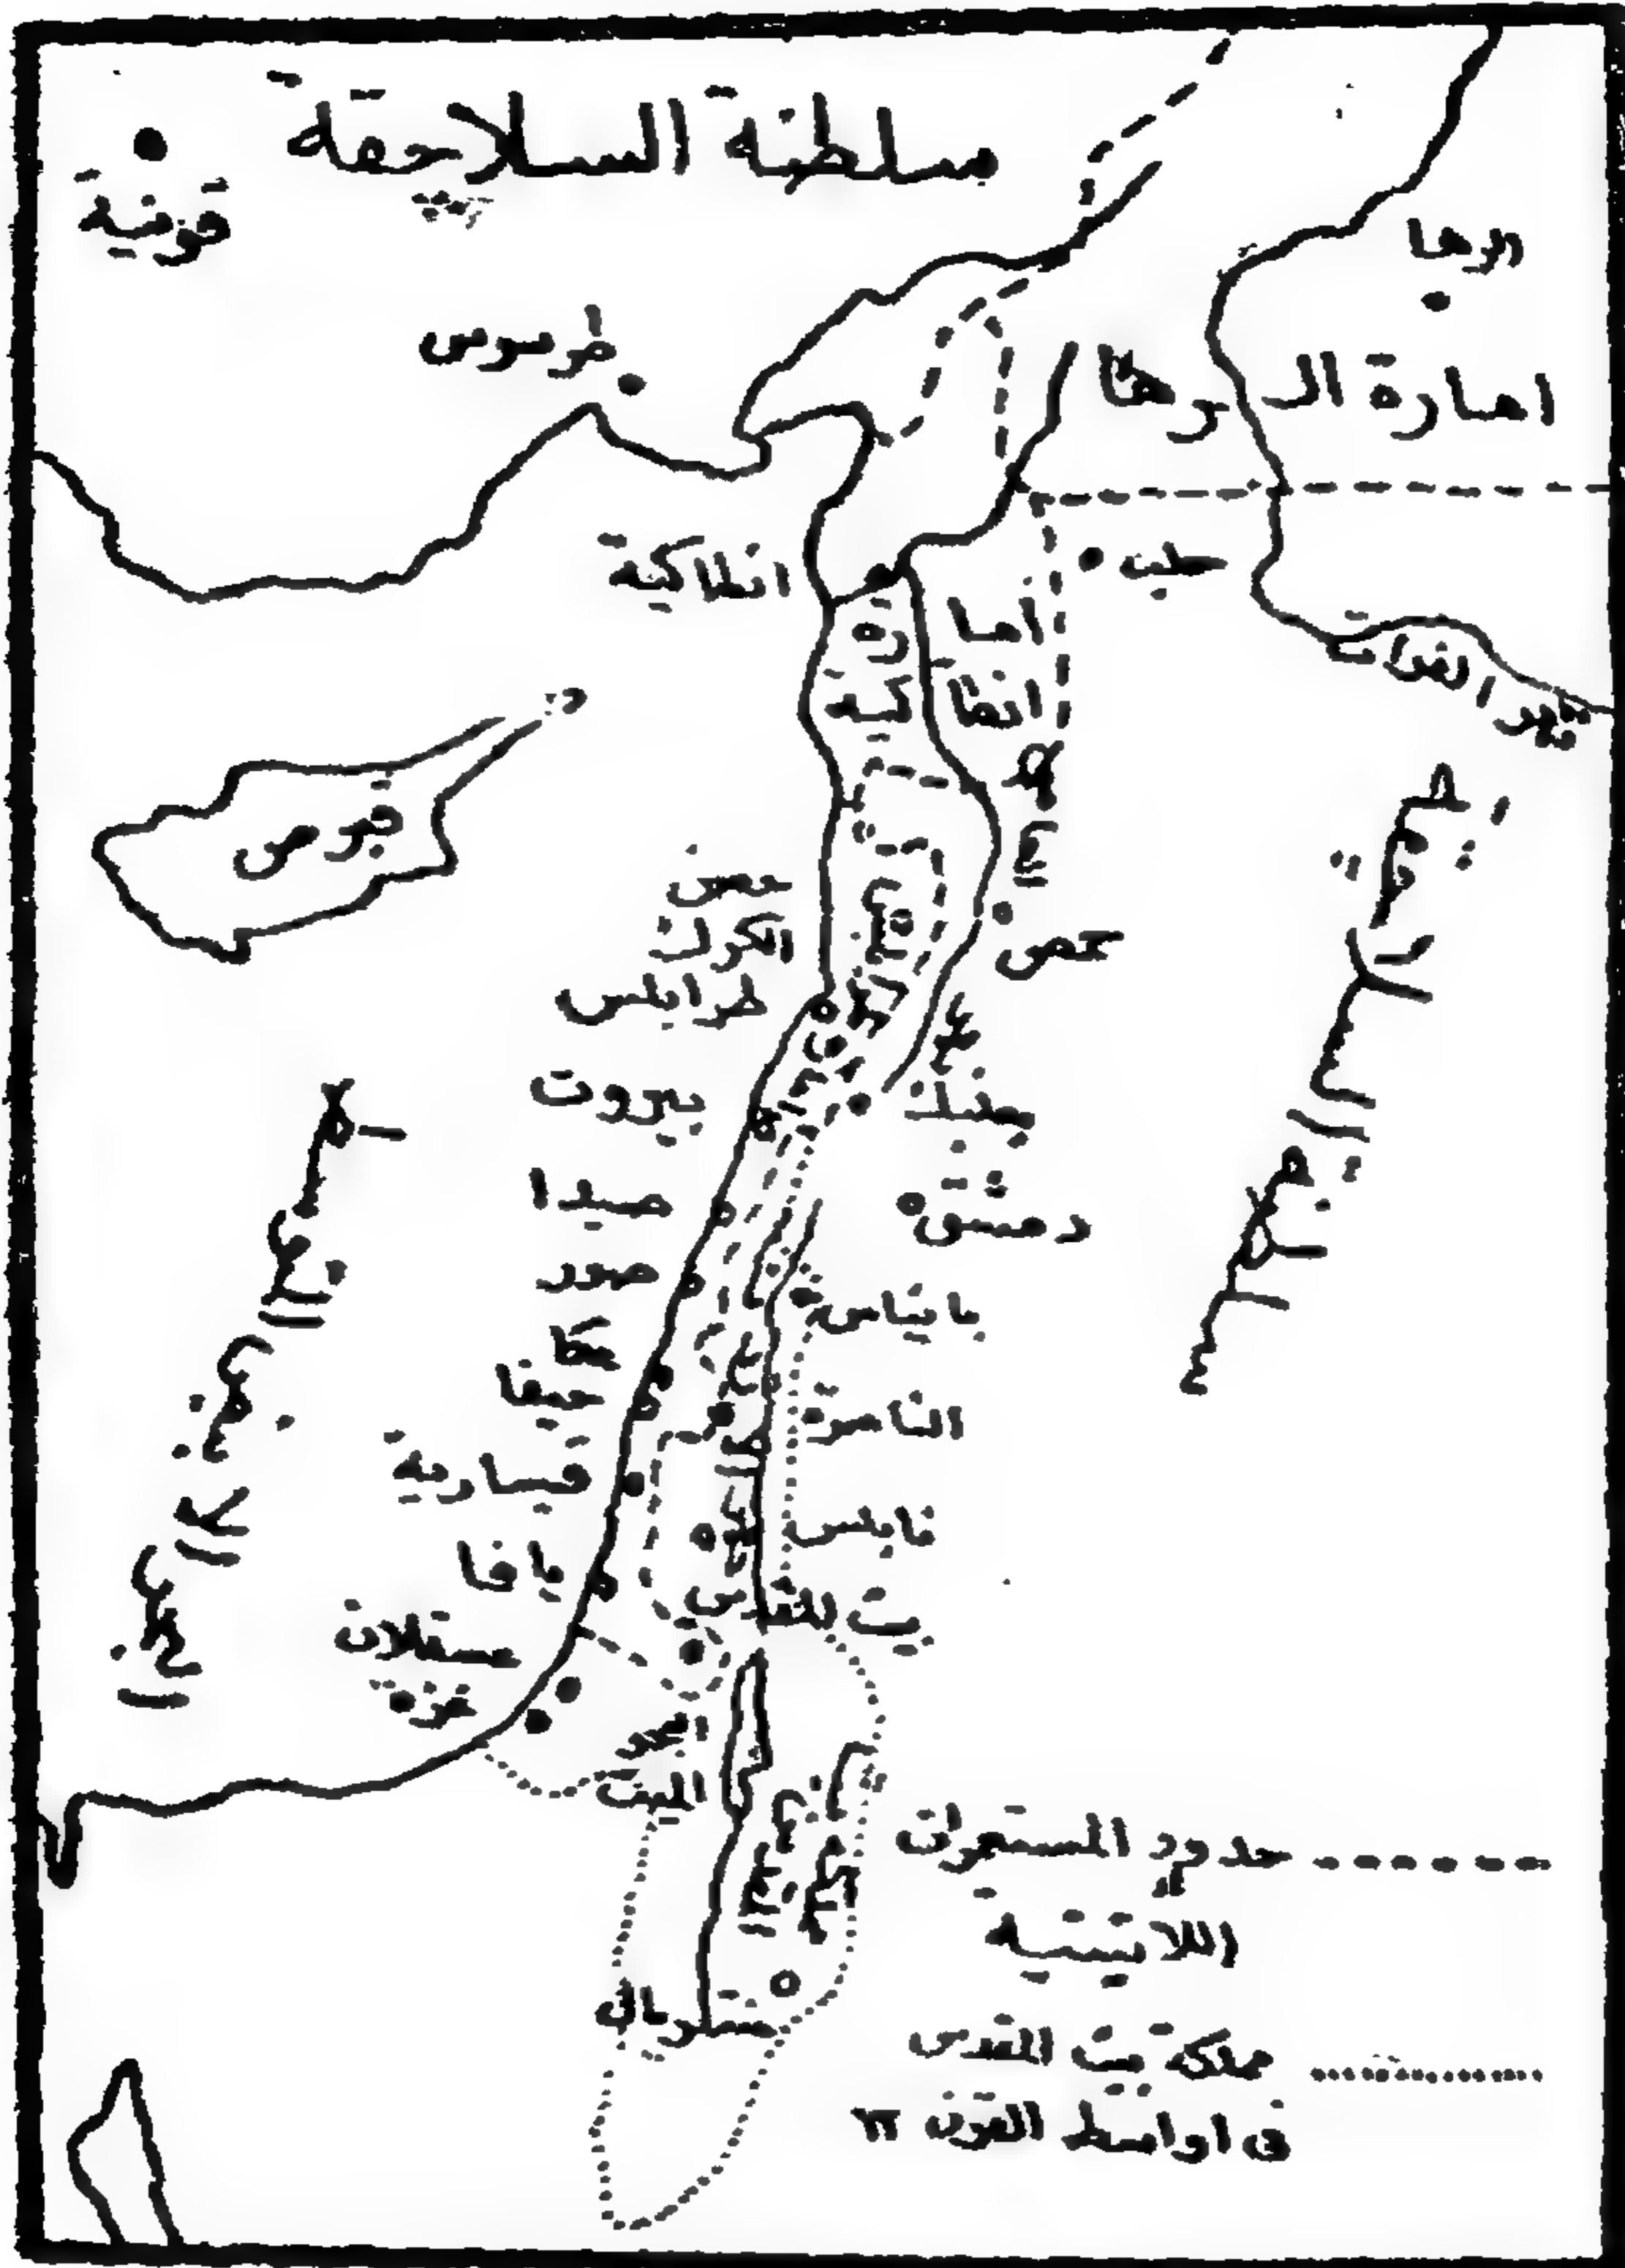 سلطنة السلاجقة
قونية
الرها
طرسوس
امارة الرها
انطاكية
حلب
امارة
انطاكية
نهر الفرات
قبرص
حصن
الكرك
حمص
طرابلس
بيروت
صيدا
دمشق
صور
بانياس
عكا
حيفا
الناصرة
قيسارية
نابلس
يافا
بيت المقدس
عسقلان
غزة
البحر
الميت
حدود المستعمرات
اللاتينية
مملكة بيت المقدس
في اواسط القرن ١٢